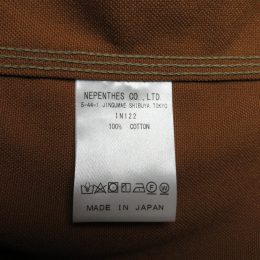 NEPENTHES CO.,LTD
5-44-1 JINGUMAE SHIBUYA TOKYO
IN122
100% COTTON
MADE IN JAPAN